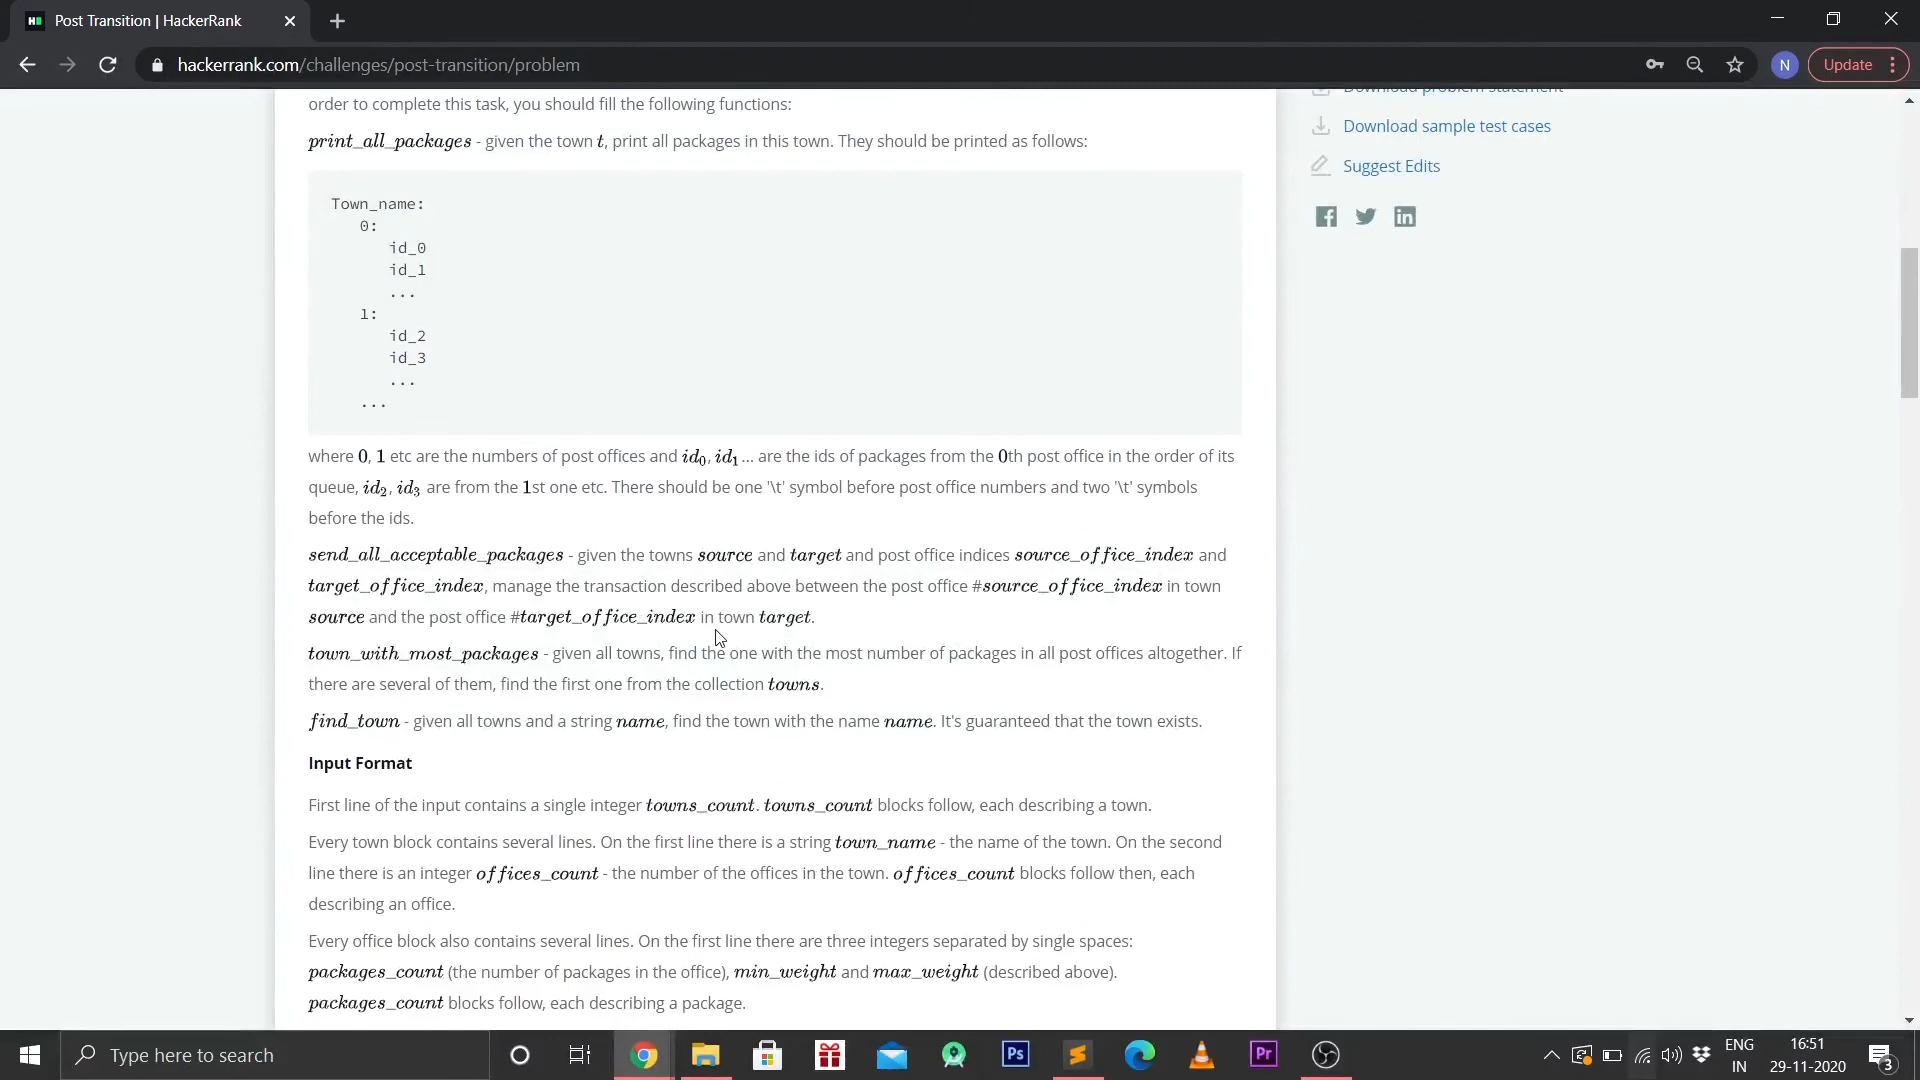 Post Transition | HackerRank
hackerrank.com/challenges/post-transition/problem
N
Update
order to complete this task, you should fill the following functions:
print_all_packages - given the town t, print all packages in this town. They should be printed as follows:
Town_name:
0:
id_0
id_1
...
1:
id_2
id_3
...
...
where 0, 1 etc are the numbers of post offices and id0, id1... are the ids of packages from the 0th post office in the order of its
queue, id2, id3 are from the 1st one etc. There should be one '\t' symbol before post office numbers and two '\t' symbols
before the ids.
send_all_acceptable_packages - given the towns source and target and post office indices source_office_index and
target_office_index, manage the transaction described above between the post office #source_office_index in town
source and the post office #target_office_index in town target.
town_with_most_packages - given all towns, find the one with the most number of packages in all post offices altogether. If
there are several of them, find the first one from the collection towns.
find_town - given all towns and a string name, find the town with the name name. It's guaranteed that the town exists.
Input Format
First line of the input contains a single integer towns_count. towns_count blocks follow, each describing a town.
Every town block contains several lines. On the first line there is a string town_name - the name of the town. On the second
line there is an integer offices_count - the number of the offices in the town. offices_count blocks follow then, each
describing an office.
Every office block also contains several lines. On the first line there are three integers separated by single spaces:
packages_count (the number of packages in the office), min_weight and max_weight (described above).
packages_count blocks follow, each describing a package.
Download problem statement
Download sample test cases
Suggest Edits
Type here to search
Ps
Pr
ENG
IN
16:51
29-11-2020
3